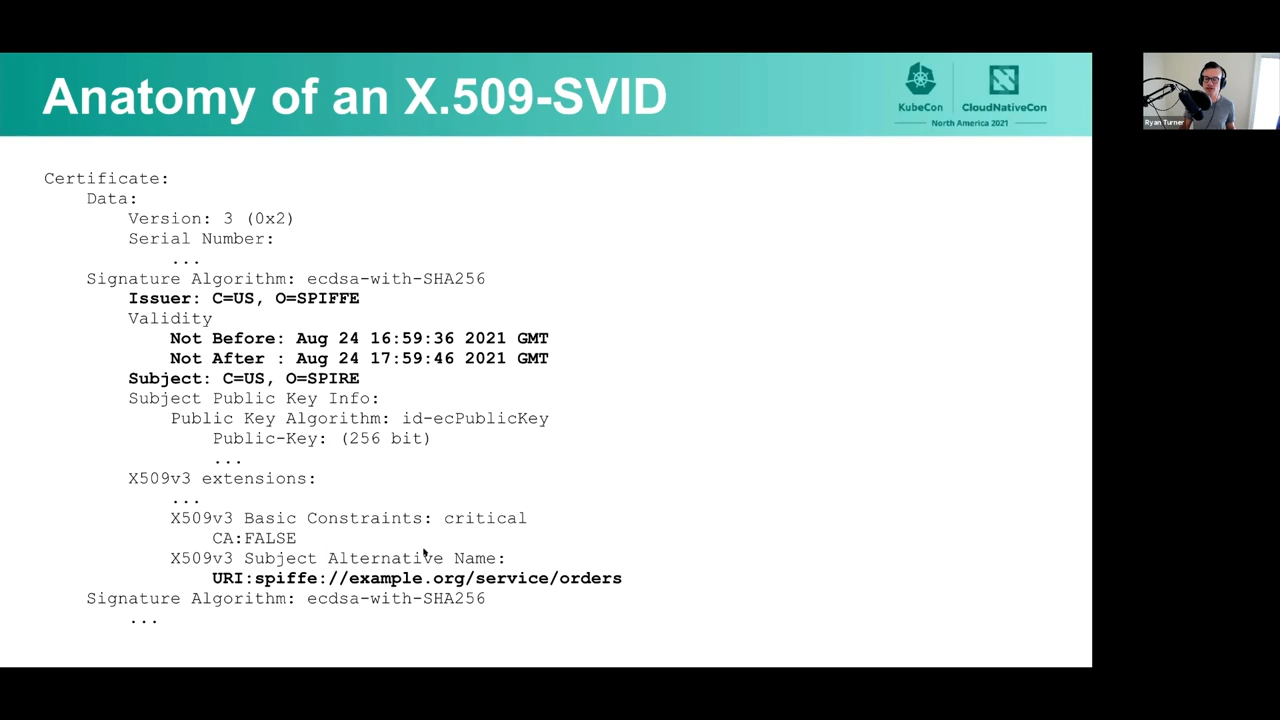 Anatomy of an X.509-SVID
KubeCon
CloudNativeCon
North America 2021
Ryan Turner
Certificate:
Data:
Version: 3 (0x2)
Serial Number:
...
Signature Algorithm: ecdsa-with-SHA256
Issuer: C=US, O=SPIFFE
Validity
Not Before: Aug 24 16:59:36 2021 GMT
Not After : Aug 24 17:59:46 2021 GMT
Subject: C=US, O=SPIRE
Subject Public Key Info:
Public Key Algorithm: id-ecPublicKey
Public-Key: (256 bit)
...
X509v3 extensions:
...
X509v3 Basic Constraints: critical
CA:FALSE
X509v3 Subject Alternative Name:
URI:spiffe://example.org/service/orders
Signature Algorithm: ecdsa-with-SHA256
...